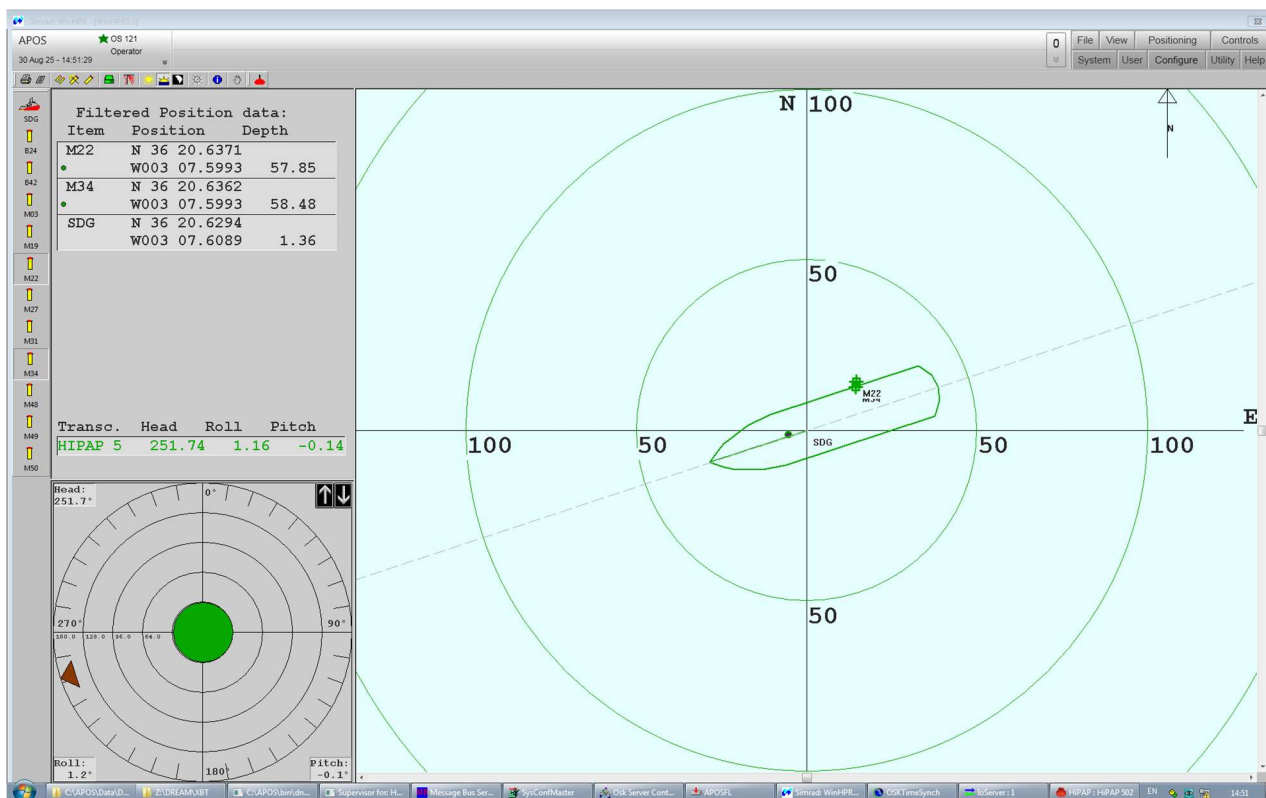 Simrad: WinHPR - [WinHPR1.1]
APOS
OS 121
Operator
30 Aug 25 - 14:51:29
0
File View Positioning Controls
System User Configure Utility Help
SDG
B24
B42
M03
M19
M22
M27
M31
M34
M48
M49
M50
Filtered Position data:
Item Position Depth
M22 N 36 20.6371
W003 07.5993 57.85
M34 N 36 20.6362
W003 07.5993 58.48
SDG N 36 20.6294
W003 07.6089 1.36
Transc. Head Roll Pitch
HIPAP 5 251.74 1.16 -0.14
Head:
251.7°
0°
270°
90°
160.0 128.0 96.0 64.0
180°
Roll:
1.2°
Pitch:
-0.1°
N 100
N
50
M22
M34
E
100 50 SDG 50 100
50
C:\APOS\Data\D... Z:\DREAM\XBT C:\APOS\bin\dn... Supervisor for: H... Message Bus Ser... SysConfMaster Osk Server Cont... APOSFL Simrad: WinHPR... OSKTimeSynch IoServer : 1 HiPAP : HiPAP 502 EN 14:51